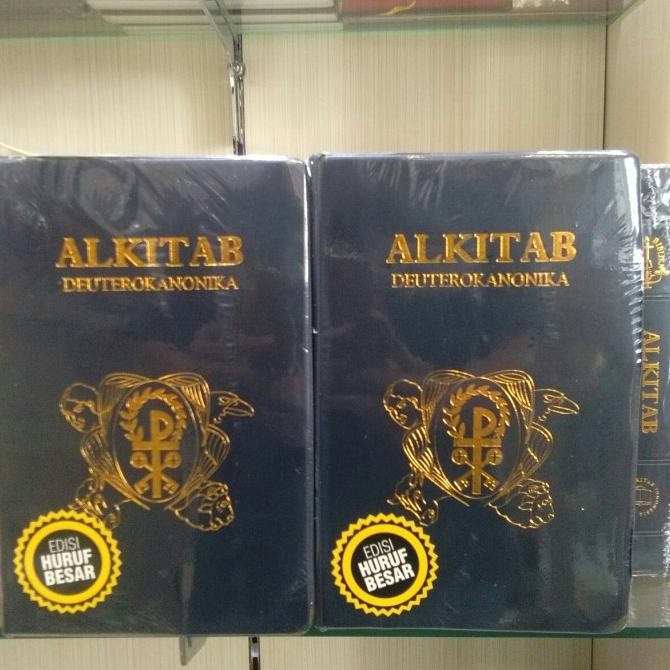 ALKITAB
DEUTEROKANONIKA
EDISI
HURUF
BESAR
ALKITAB
DEUTEROKANONIKA
EDISI
HURUF
BESAR
ALKITAB